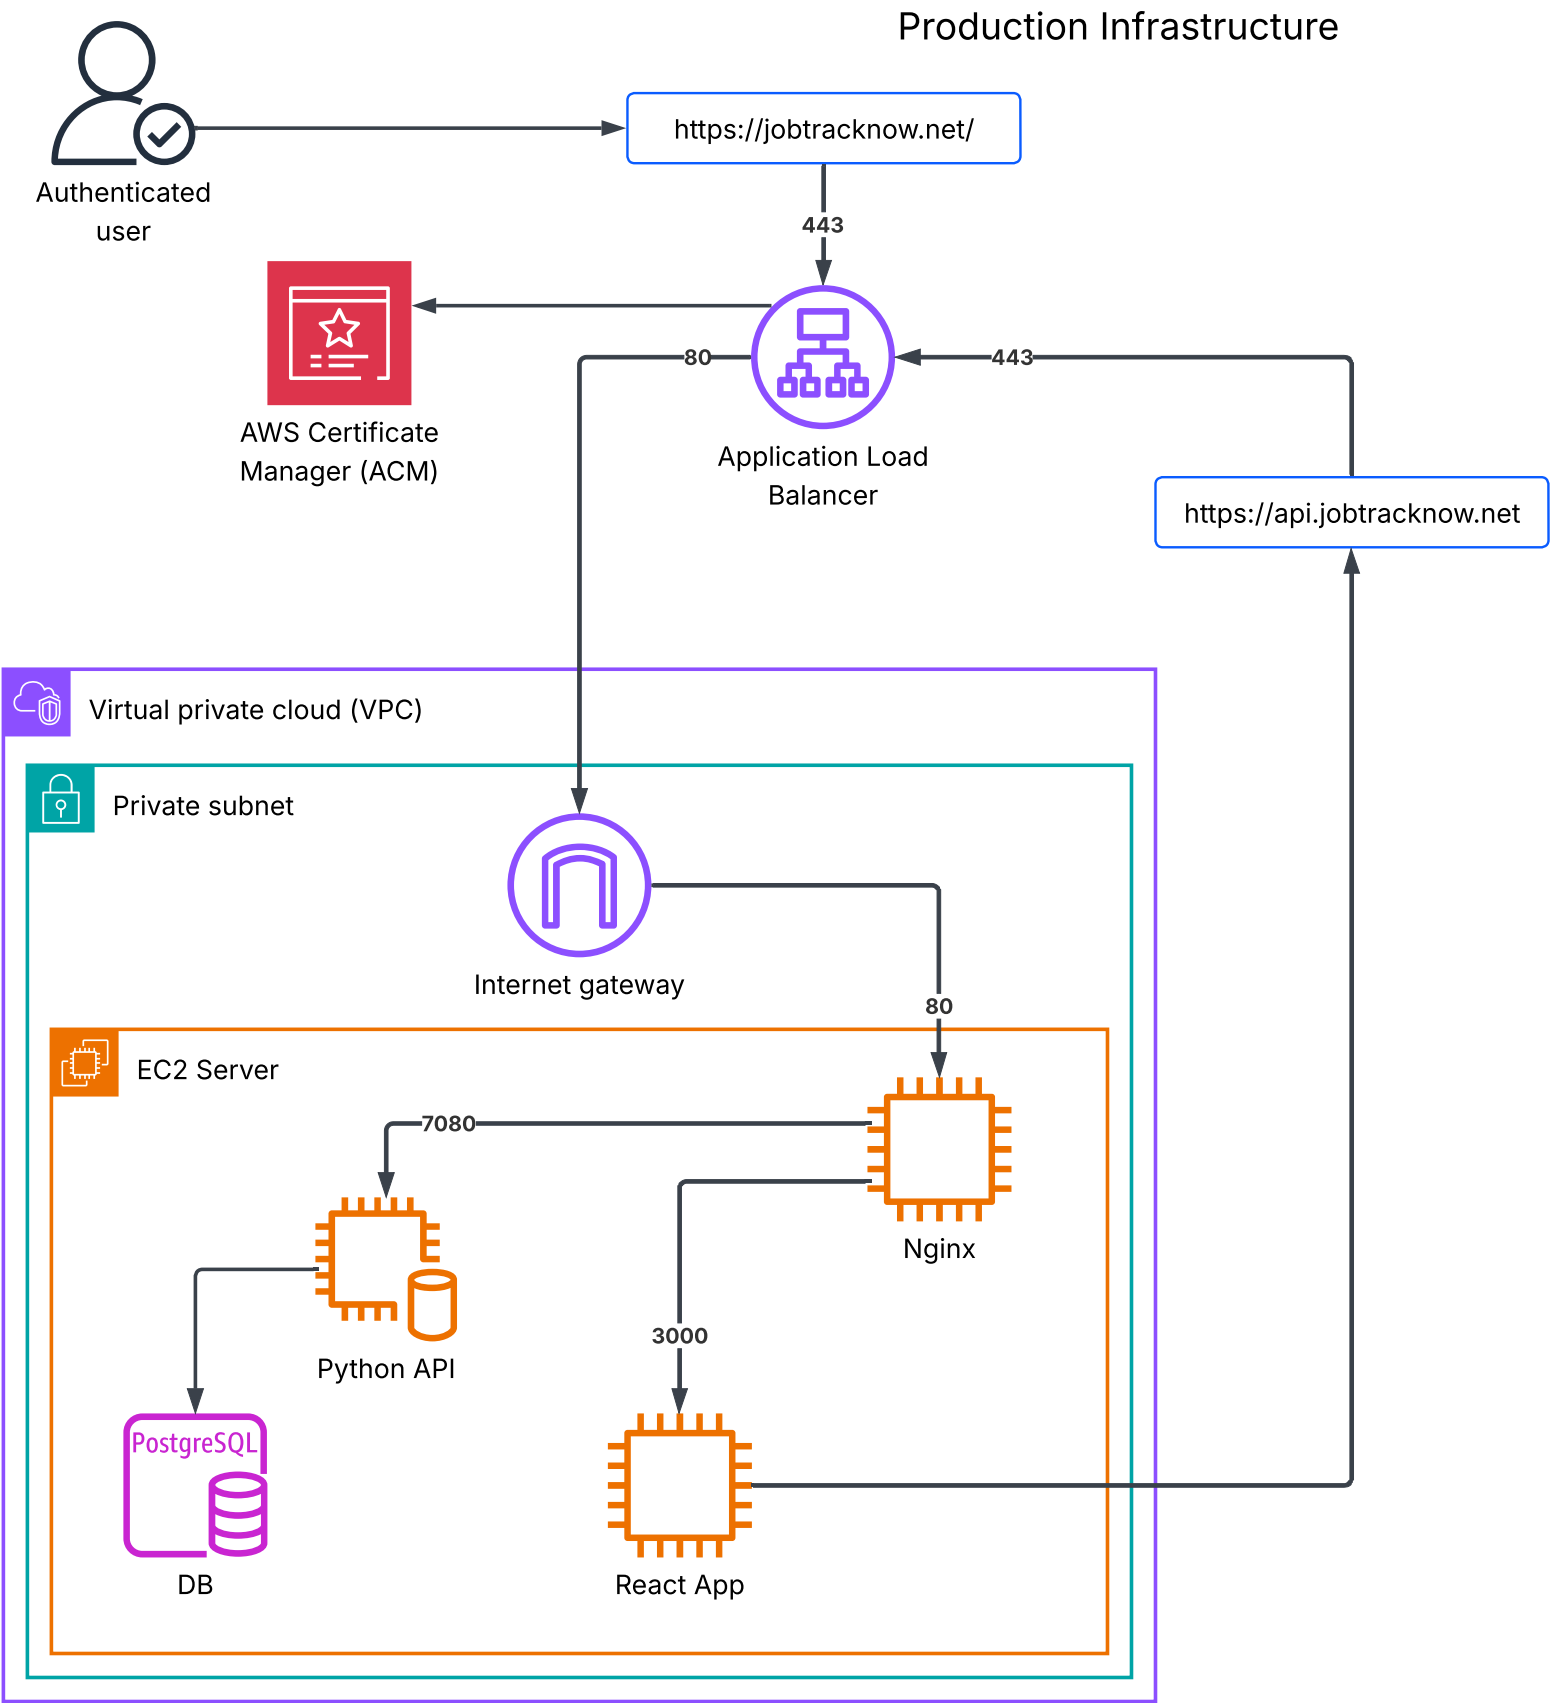 Production Infrastructure
https://jobtracknow.net/
Authenticated
user
443
80
443
AWS Certificate
Manager (ACM)
Application Load
Balancer
https://api.jobtracknow.net
Virtual private cloud (VPC)
Private subnet
Internet gateway
80
EC2 Server
7080
Nginx
3000
Python API
PostgreSQL
DB
React App